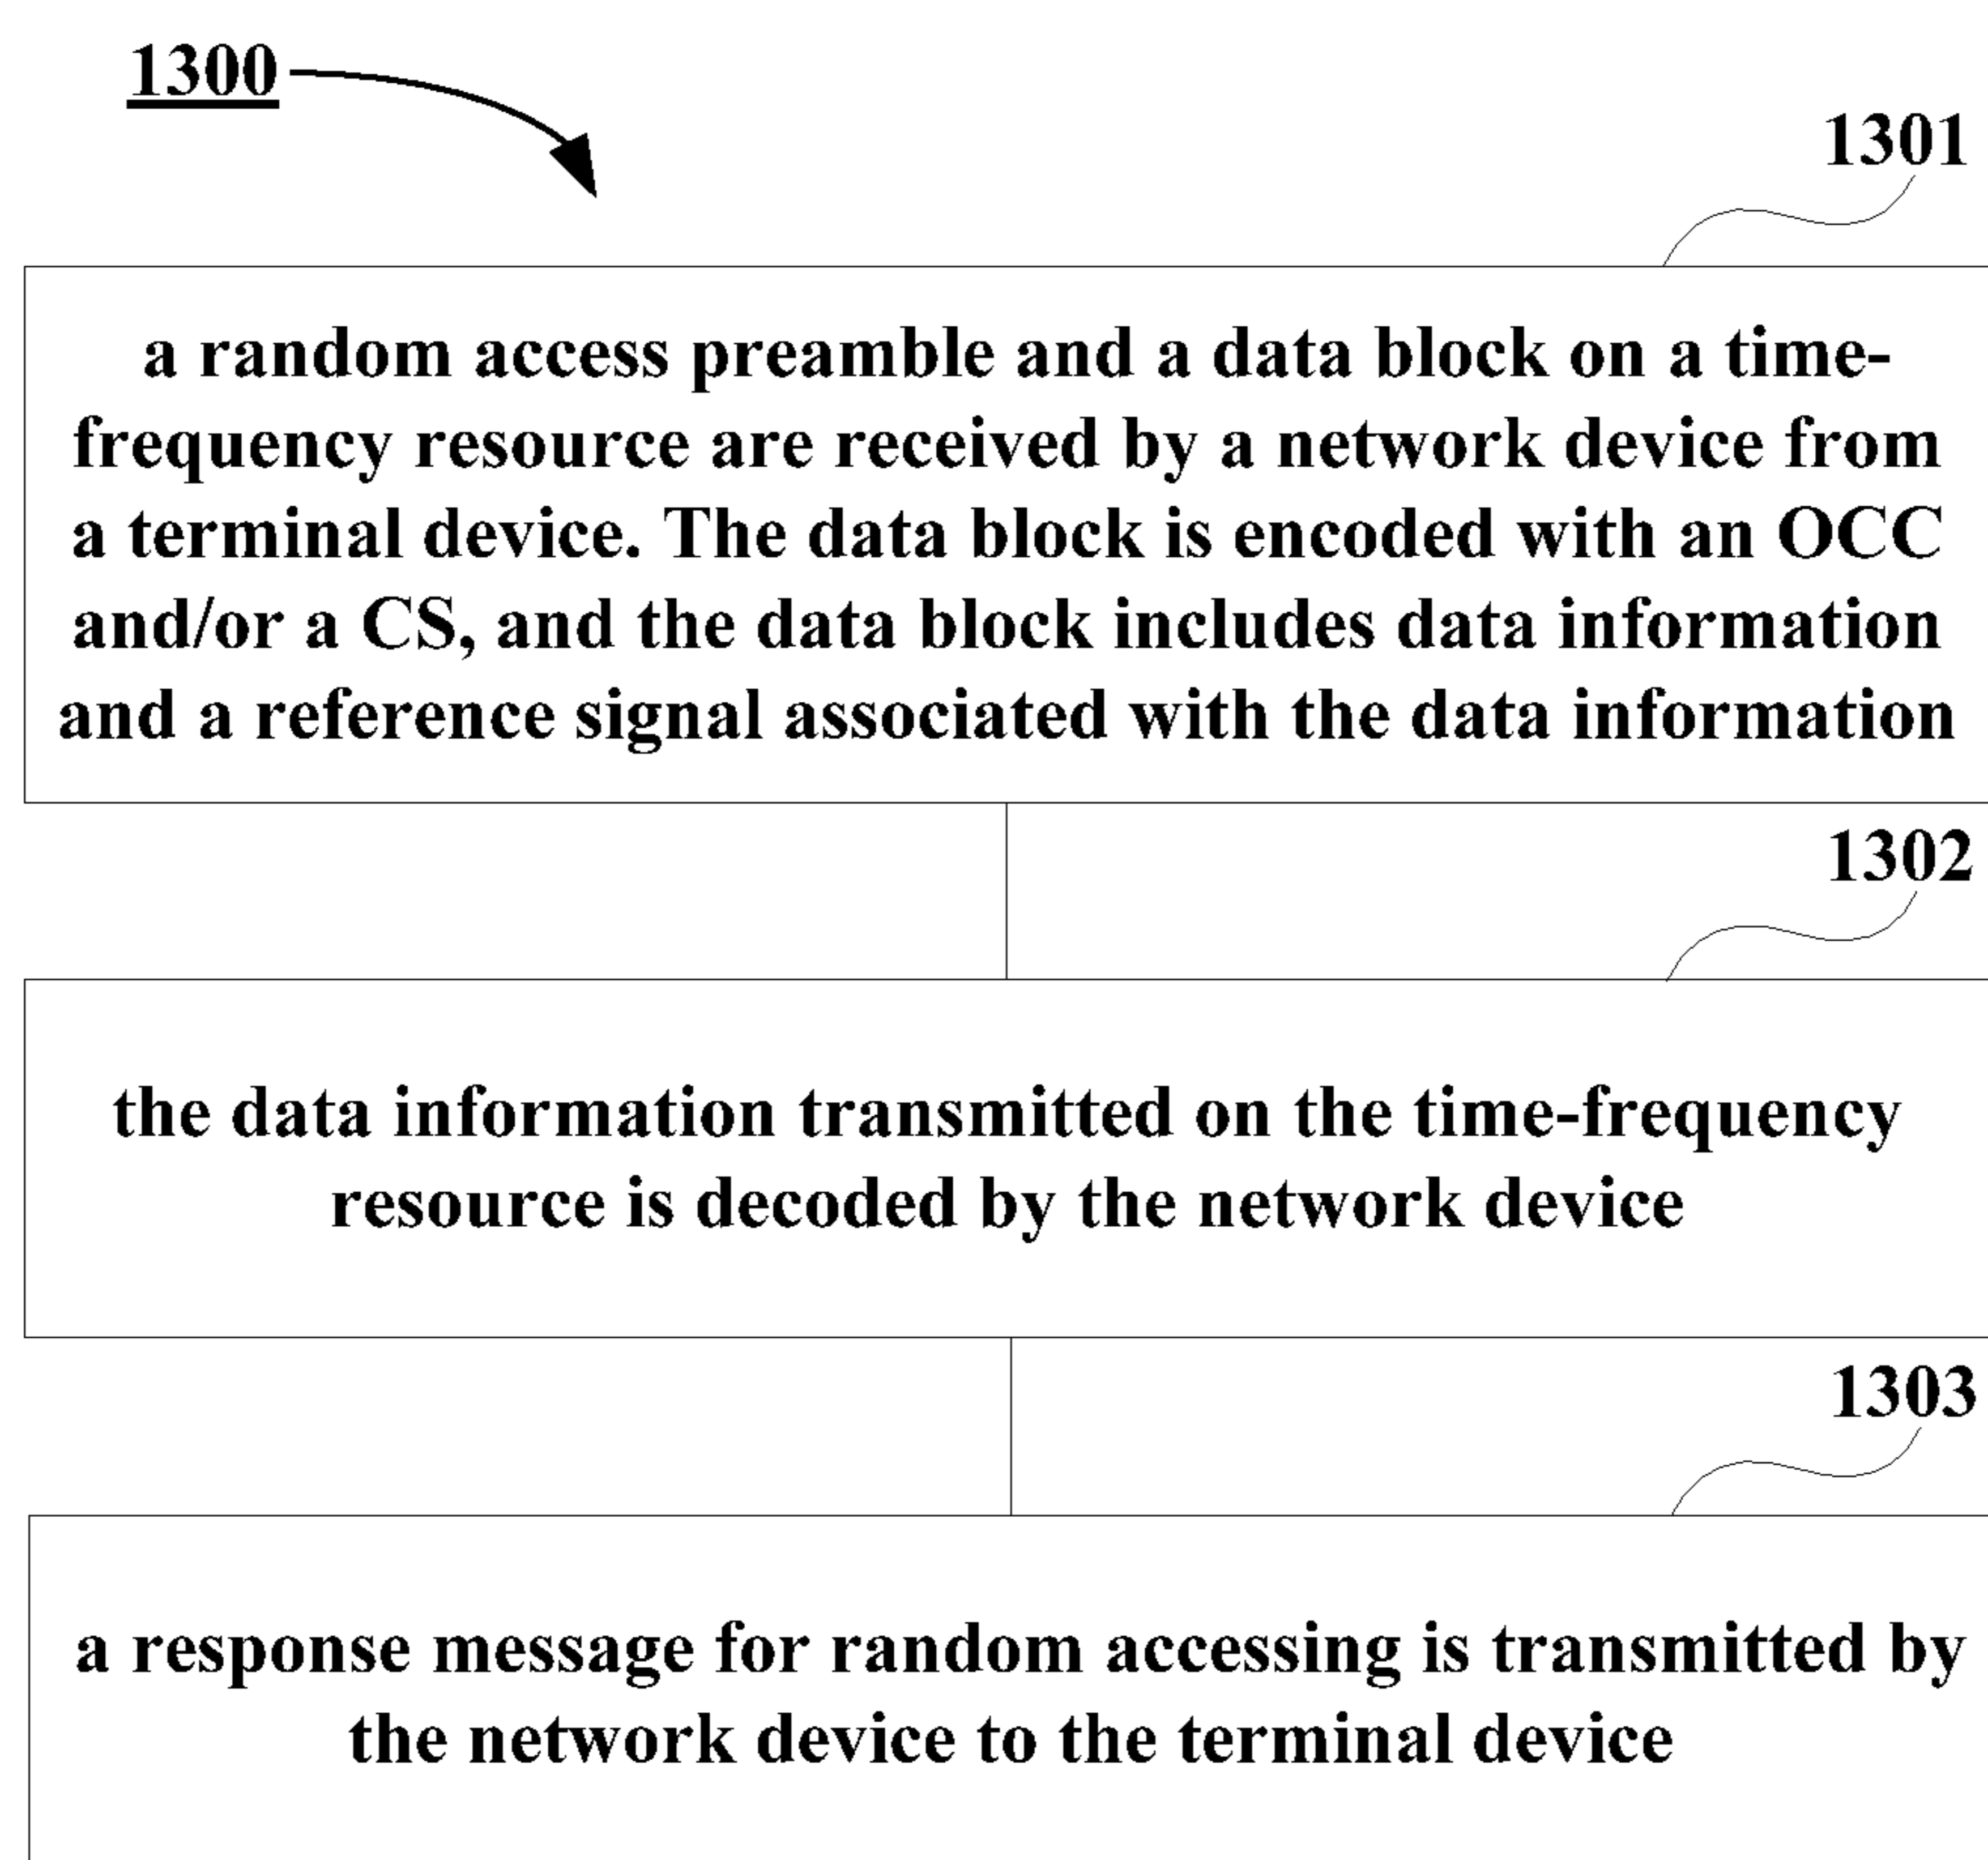 1300
1301
a random access preamble and a data block on a time-
frequency resource are received by a network device from
a terminal device. The data block is encoded with an OCC
and/or a CS, and the data block includes data information
and a reference signal associated with the data information
1302
the data information transmitted on the time-frequency
resource is decoded by the network device
1303
a response message for random accessing is transmitted by
the network device to the terminal device